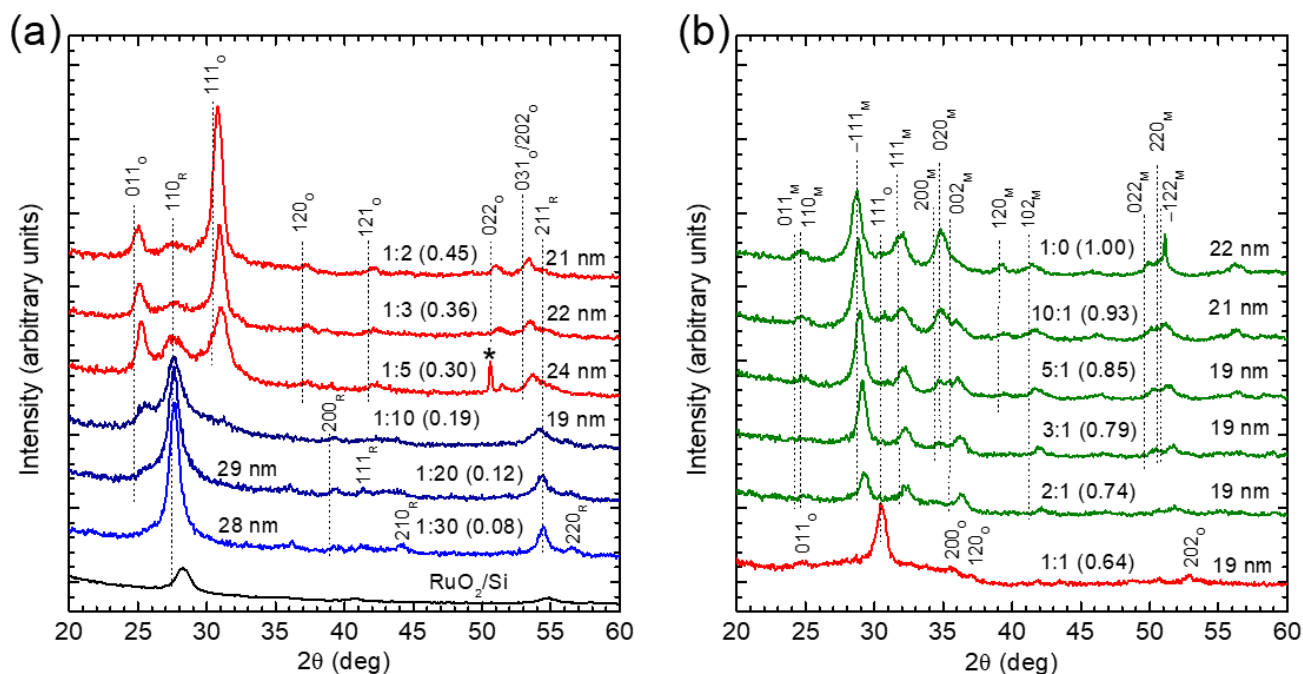 (a)
Intensity (arbitrary units)
011O
110R
111O
120O
121O
022O
031O/202O
211R
1:2 (0.45)
21 nm
1:3 (0.36)
22 nm
*
1:5 (0.30)
24 nm
1:10 (0.19)
19 nm
200R
111R
29 nm
1:20 (0.12)
28 nm
1:30 (0.08)
210R
220R
RuO2/Si
20 30 40 50 60
2θ (deg)
(b)
Intensity (arbitrary units)
011M
110M
−111M
111O
111M
200M
020M
002M
120M
102M
022M
220M
−122M
1:0 (1.00)
22 nm
10:1 (0.93)
21 nm
5:1 (0.85)
19 nm
3:1 (0.79)
19 nm
2:1 (0.74)
19 nm
011O
200O
120O
1:1 (0.64)
202O
19 nm
20 25 30 35 40 45 50 55 60
2θ (deg)